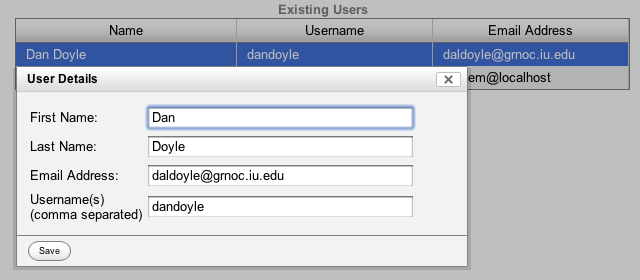 Existing Users
Name Username Email Address
Dan Doyle dandoyle daldoyle@grnoc.iu.edu
em@localhost
User Details
First Name: Dan
Last Name: Doyle
Email Address: daldoyle@grnoc.iu.edu
Username(s)
(comma separated) dandoyle
Save